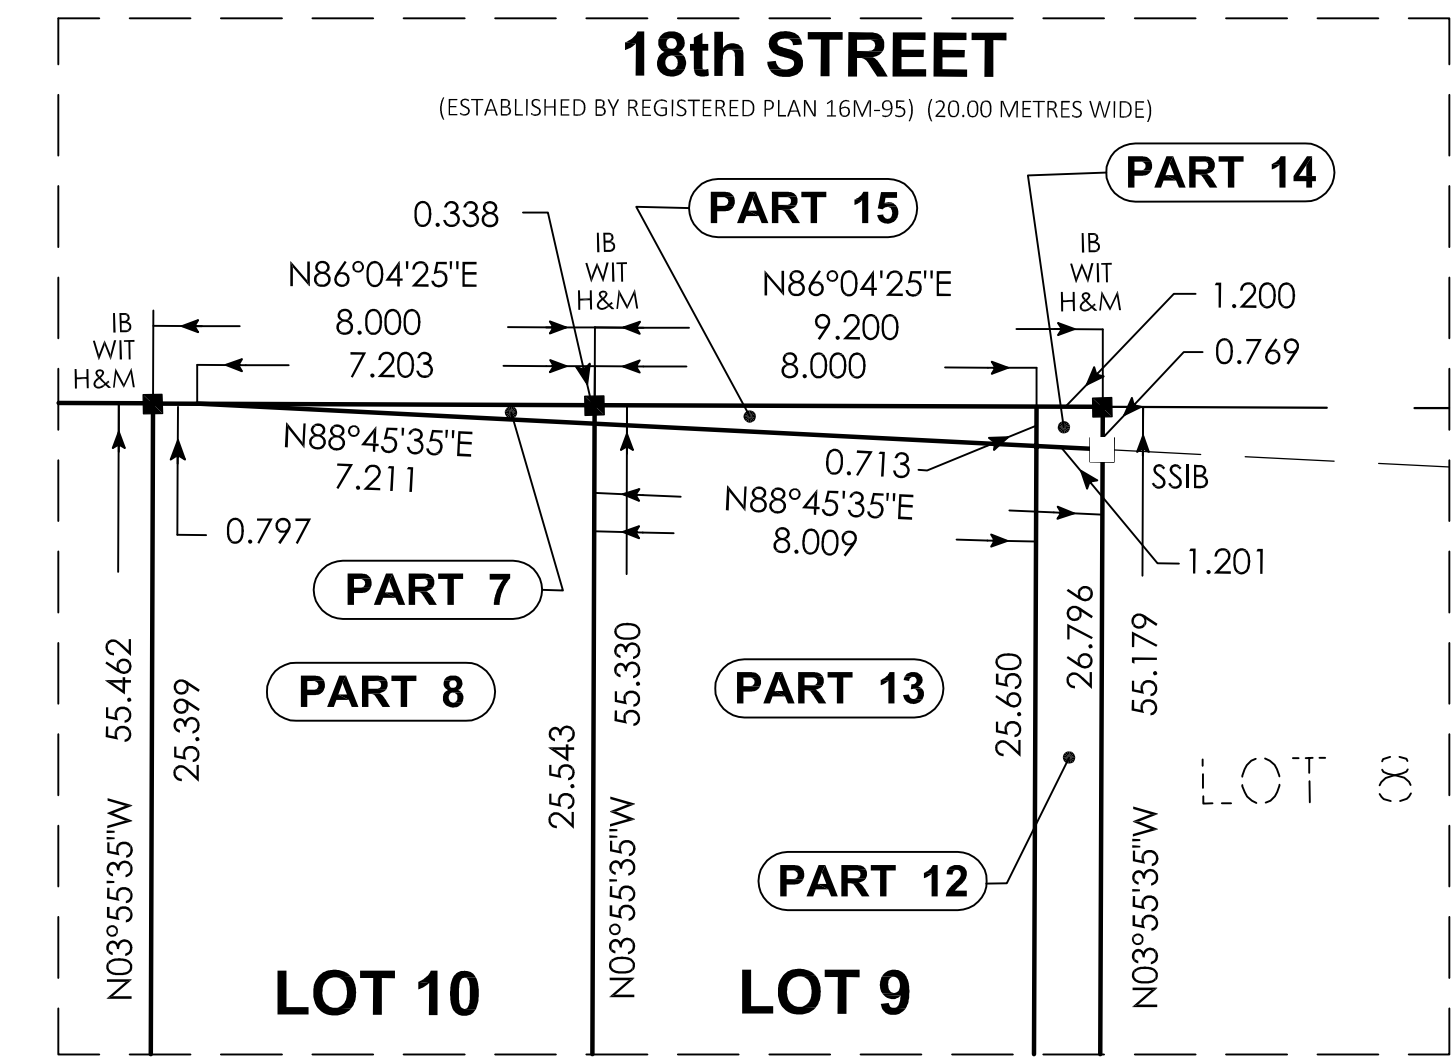 18th STREET
(ESTABLISHED BY REGISTERED PLAN 16M-95) (20.00 METRES WIDE)
PART 14
PART 15
0.338
IB
WIT
H&M
IB
WIT
H&M
N86°04'25"E
N86°04'25"E
1.200
IB
WIT
H&M
8.000
9.200
0.769
7.203
8.000
N88°45'35"E
7.211
0.713
SSIB
N88°45'35"E
0.797
8.009
1.201
PART 7
PART 8
PART 13
55.462
25.399
25.543
55.330
25.650
26.796
55.179
LOT 8
N03°55'35"W
N03°55'35"W
N03°55'35"W
PART 12
LOT 10
LOT 9